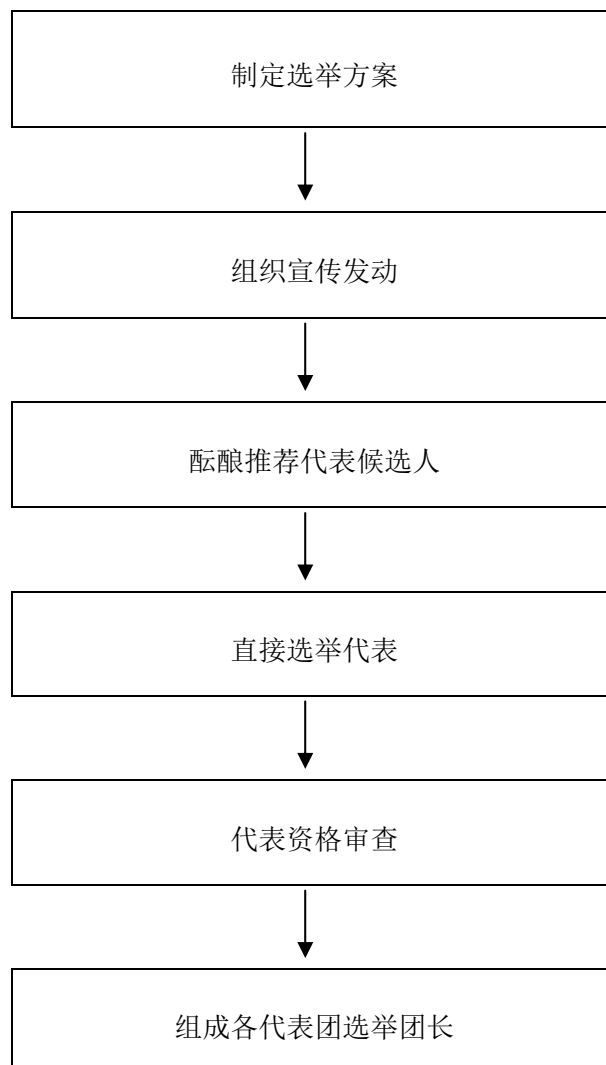 制定选举方案
组织宣传发动
酝酿推荐代表候选人
直接选举代表
代表资格审查
组成各代表团选举团长